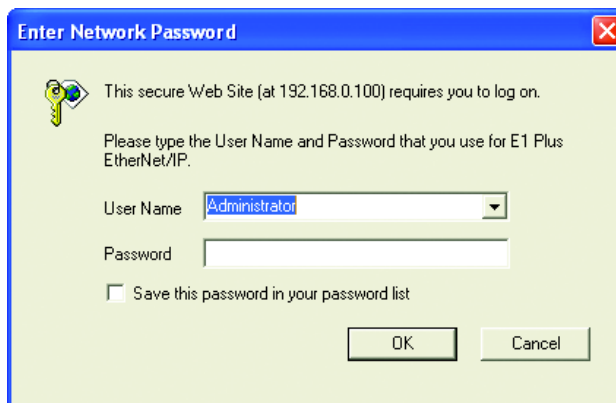 Enter Network Password
This secure Web Site (at 192.168.0.100) requires you to log on.
Please type the User Name and Password that you use for E1 Plus
EtherNet/IP.
User Name
Administrator
Password
Save this password in your password list
OK
Cancel